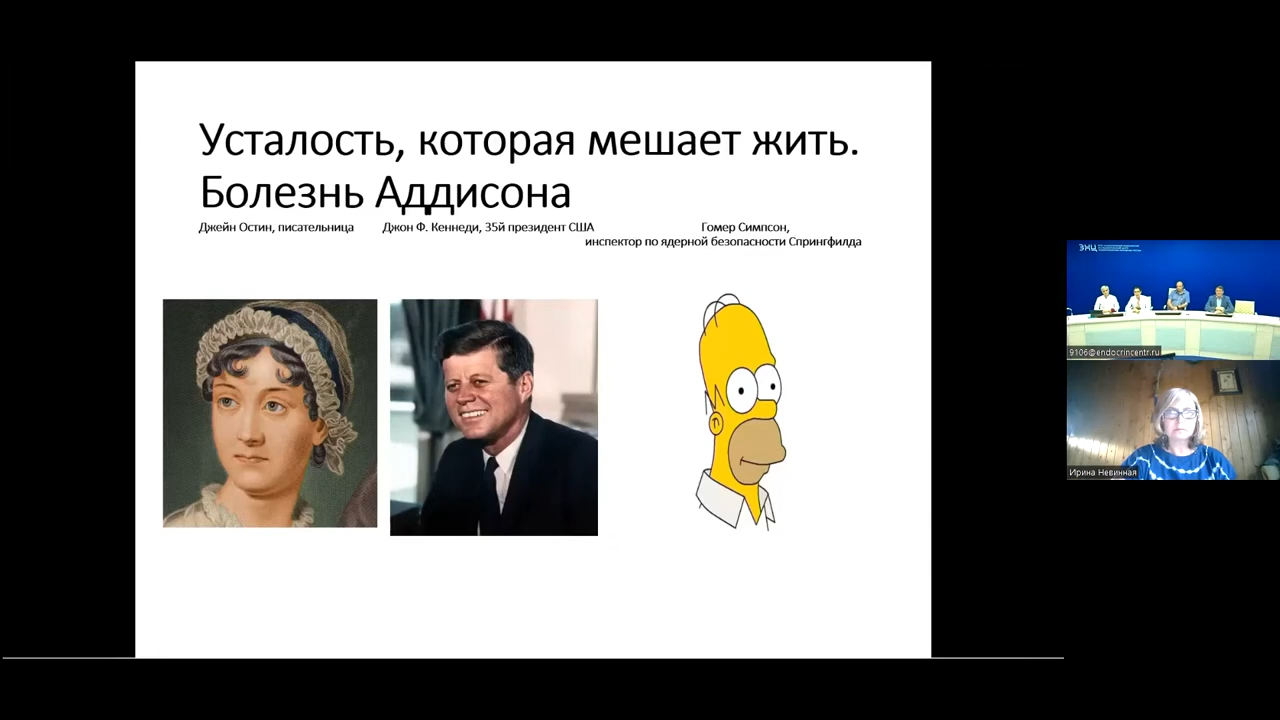 Усталость, которая мешает жить.
Болезнь Аддисона
Джейн Остин, писательница
Джон Ф. Кеннеди, 35й президент США
Гомер Симпсон,
инспектор по ядерной безопасности Спрингфилда
ЭНЦ
9106@endocrincentr.ru
Ирина Невинная